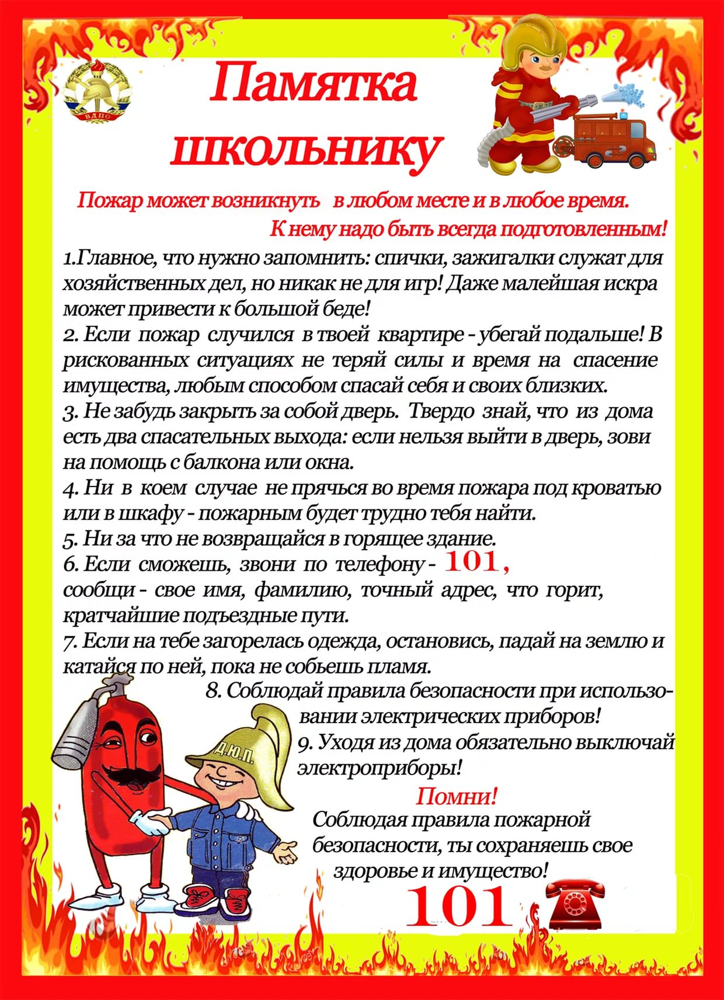 ВДПО
Памятка
школьнику
Пожар может возникнуть в любом месте и в любое время.
К нему надо быть всегда подготовленным!
1.Главное, что нужно запомнить: спички, зажигалки служат для
хозяйственных дел, но никак не для игр! Даже малейшая искра
может привести к большой беде!
2. Если пожар случился в твоей квартире - убегай подальше! В
рискованных ситуациях не теряй силы и время на спасение
имущества, любым способом спасай себя и своих близких.
3. Не забудь закрыть за собой дверь. Твердо знай, что из дома
есть два спасательных выхода: если нельзя выйти в дверь, зови
на помощь с балкона или окна.
4. Ни в коем случае не прячься во время пожара под кроватью
или в шкафу - пожарным будет трудно тебя найти.
5. Ни за что не возвращайся в горящее здание.
6. Если сможешь, звони по телефону - 101,
сообщи - свое имя, фамилию, точный адрес, что горит,
кратчайшие подъездные пути.
7. Если на тебе загорелась одежда, остановись, падай на землю и
катайся по ней, пока не собьешь пламя.
8. Соблюдай правила безопасности при использо-
вании электрических приборов!
9. Уходя из дома обязательно выключай
электроприборы!
Д.Ю.П.
Помни!
Соблюдая правила пожарной
безопасности, ты сохраняешь свое
здоровье и имущество!
101